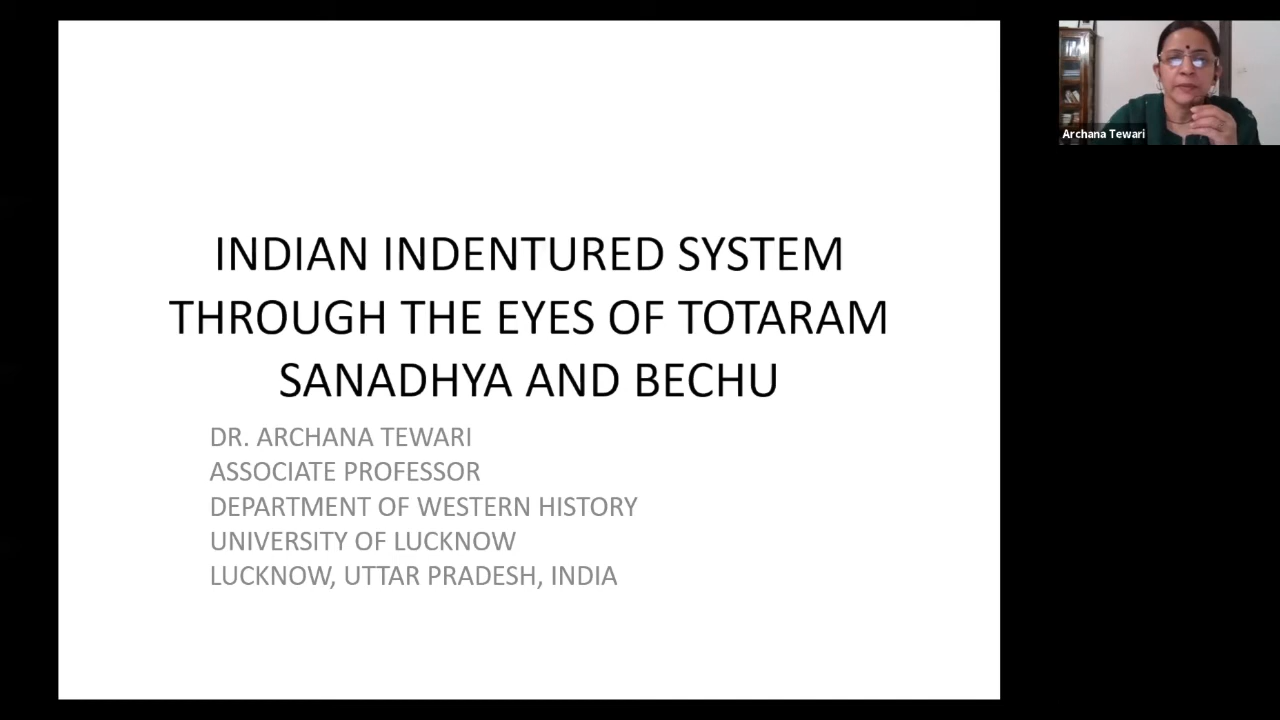 INDIAN INDENTURED SYSTEM
THROUGH THE EYES OF TOTARAM
SANADHYA AND BECHU
DR. ARCHANA TEWARI
ASSOCIATE PROFESSOR
DEPARTMENT OF WESTERN HISTORY
UNIVERSITY OF LUCKNOW
LUCKNOW, UTTAR PRADESH, INDIA
Archana Tewari